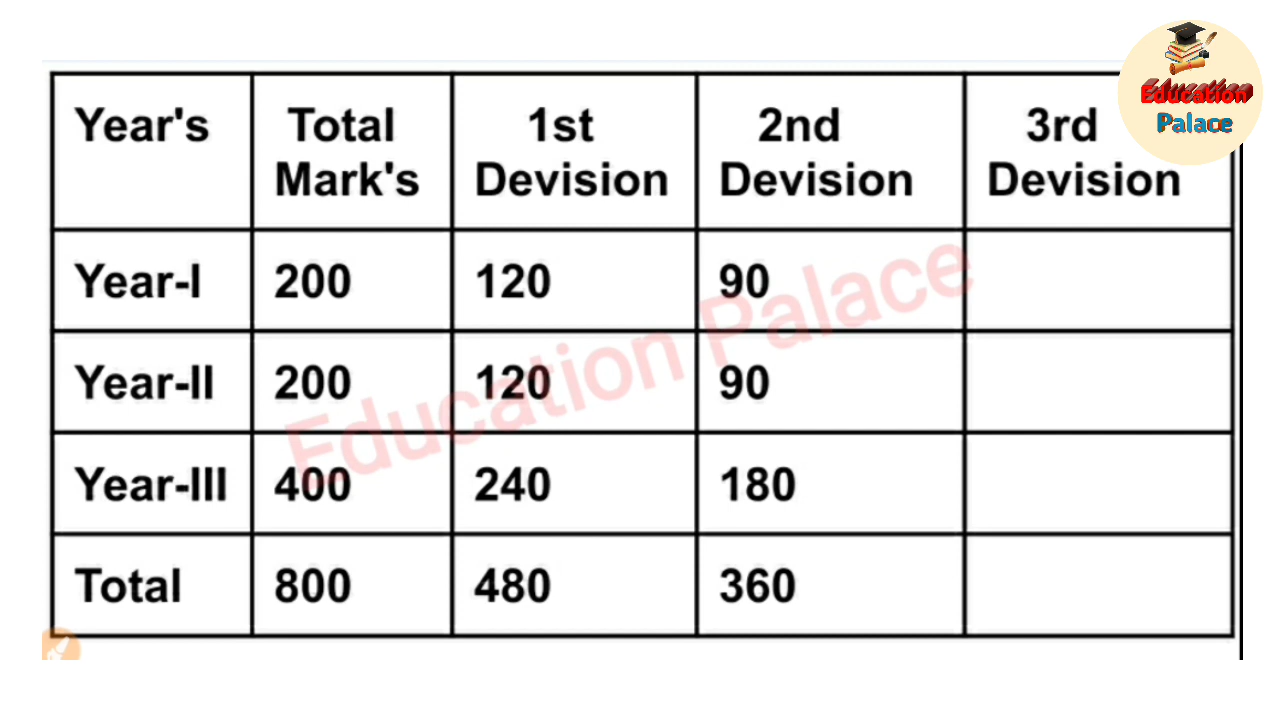 Education
Palace
Year's Total Mark's 1st Devision 2nd Devision 3rd Devision
Year-I 200 120 90
Year-II 200 120 90
Year-III 400 240 180
Total 800 480 360
Education Palace